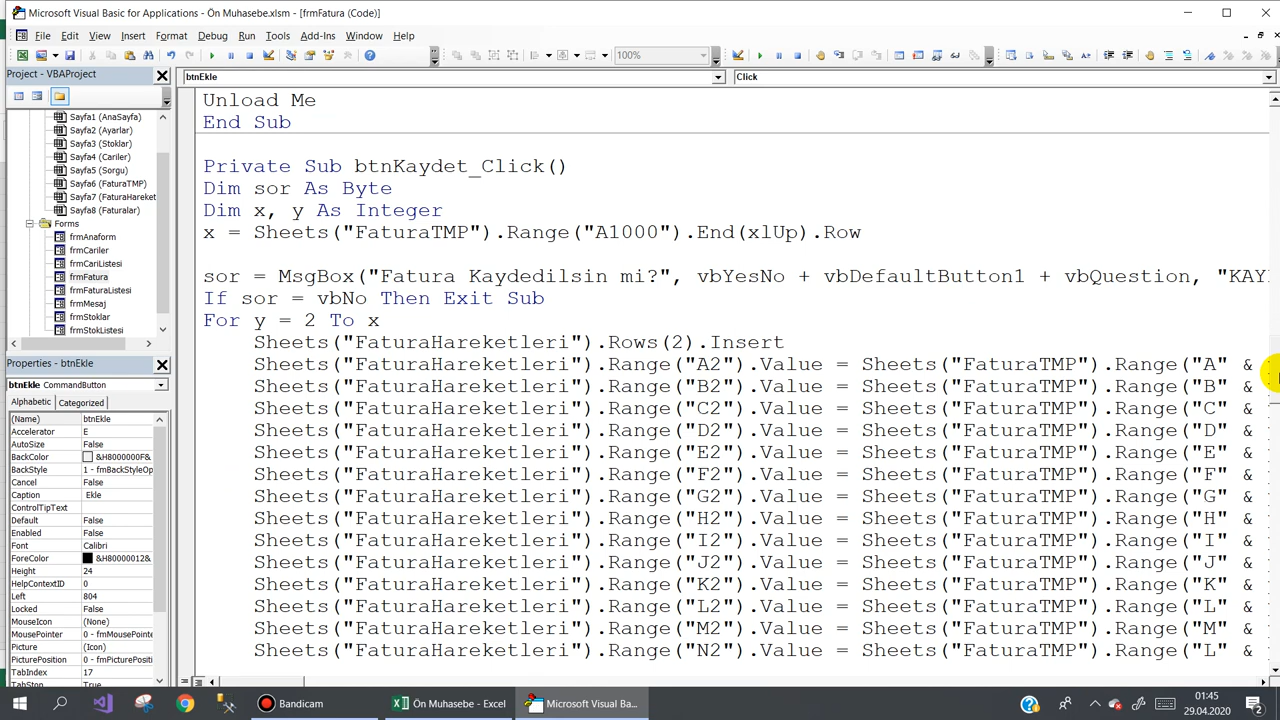 Microsoft Visual Basic for Applications - Ön Muhasebe.xlsm - [frmFatura (Code)]
File Edit View Insert Format Debug Run Tools Add-Ins Window Help
100%
Project - VBAProject
btnEkle
Click
Sayfa1 (AnaSayfa)
Sayfa2 (Ayarlar)
Sayfa3 (Stoklar)
Sayfa4 (Cariler)
Sayfa5 (Sorgu)
Sayfa6 (FaturaTMP)
Sayfa7 (FaturaHareket
Sayfa8 (Faturalar)
Forms
frmAnaform
frmCariler
frmCariListesi
frmFatura
frmFaturaListesi
frmMesaj
frmStoklar
frmStokListesi
Properties - btnEkle
btnEkle CommandButton
Alphabetic Categorized
(Name) btnEkle
Accelerator E
AutoSize False
BackColor &H8000000F&
BackStyle 1 - fmBackStyleOp
Cancel False
Caption Ekle
ControlTipText
Default False
Enabled False
Font Calibri
ForeColor &H80000012&
Height 24
HelpContextID 0
Left 804
Locked False
MouseIcon (None)
MousePointer 0 - fmMousePointe
Picture (Icon)
PicturePosition 0 - fmPicturePositi
TabIndex 17
TabStop True
Unload Me
End Sub
Private Sub btnKaydet_Click()
Dim sor As Byte
Dim x, y As Integer
x = Sheets("FaturaTMP").Range("A1000").End(xlUp).Row
sor = MsgBox("Fatura Kaydedilsin mi?", vbYesNo + vbDefaultButton1 + vbQuestion, "KAY
If sor = vbNo Then Exit Sub
For y = 2 To x
Sheets("FaturaHareketleri").Rows(2).Insert
Sheets("FaturaHareketleri").Range("A2").Value = Sheets("FaturaTMP").Range("A" &
Sheets("FaturaHareketleri").Range("B2").Value = Sheets("FaturaTMP").Range("B" &
Sheets("FaturaHareketleri").Range("C2").Value = Sheets("FaturaTMP").Range("C" &
Sheets("FaturaHareketleri").Range("D2").Value = Sheets("FaturaTMP").Range("D" &
Sheets("FaturaHareketleri").Range("E2").Value = Sheets("FaturaTMP").Range("E" &
Sheets("FaturaHareketleri").Range("F2").Value = Sheets("FaturaTMP").Range("F" &
Sheets("FaturaHareketleri").Range("G2").Value = Sheets("FaturaTMP").Range("G" &
Sheets("FaturaHareketleri").Range("H2").Value = Sheets("FaturaTMP").Range("H" &
Sheets("FaturaHareketleri").Range("I2").Value = Sheets("FaturaTMP").Range("I" &
Sheets("FaturaHareketleri").Range("J2").Value = Sheets("FaturaTMP").Range("J" &
Sheets("FaturaHareketleri").Range("K2").Value = Sheets("FaturaTMP").Range("K" &
Sheets("FaturaHareketleri").Range("L2").Value = Sheets("FaturaTMP").Range("L" &
Sheets("FaturaHareketleri").Range("M2").Value = Sheets("FaturaTMP").Range("M" &
Sheets("FaturaHareketleri").Range("N2").Value = Sheets("FaturaTMP").Range("L" &
Bandicam
Ön Muhasebe - Excel
Microsoft Visual Ba...
01:45
29.04.2020
2